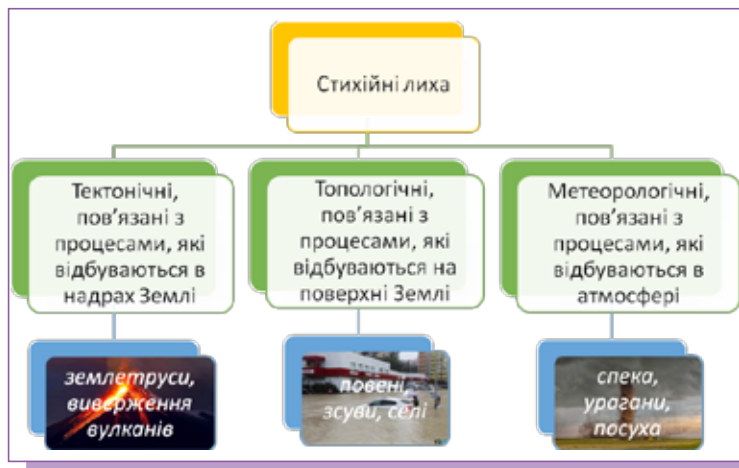 Стихійні лиха
Тектонічні,
пов’язані з
процесами, які
відбуваються в
надрах Землі
Топологічні,
пов’язані з
процесами, які
відбуваються на
поверхні Землі
Метеорологічні,
пов’язані з
процесами, які
відбуваються в
атмосфері
землетруси,
виверження
вулканів
повені,
зсуви, селі
спека,
урагани,
посуха